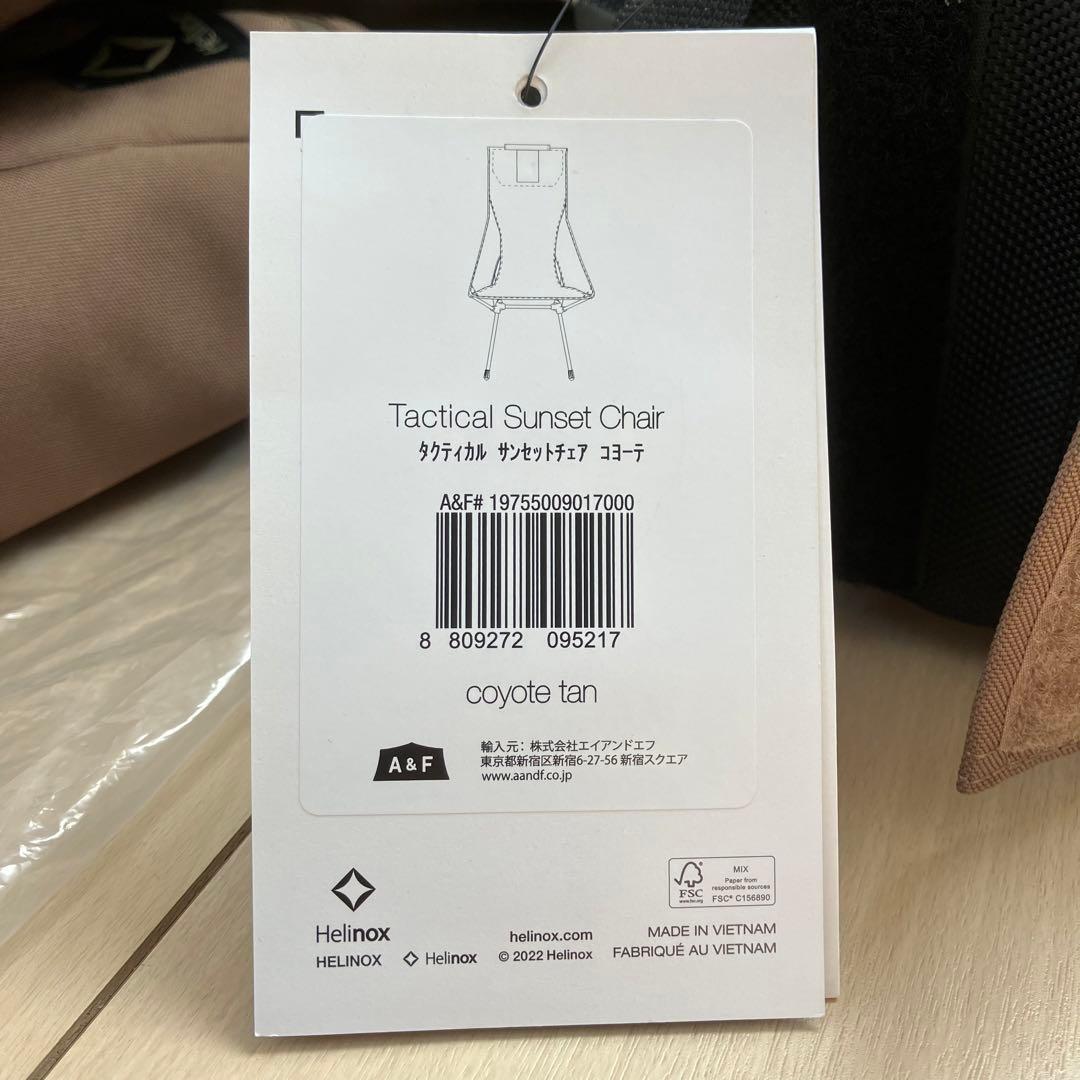 Tactical Sunset Chair
タクティカル サンセットチェア コヨーテ
A&F# 19755009017000
8 809272 095217
coyote tan
A & F
輸入元：株式会社エイアンドエフ
東京都新宿区新宿6-27-56 新宿スクエア
www.aandf.co.jp
Helinox
HELINOX
Helinox
helinox.com
© 2022 Helinox
FSC
www.fsc.org
MIX
Paper from
responsible sources
FSC® C156890
MADE IN VIETNAM
FABRIQUÉ AU VIETNAM